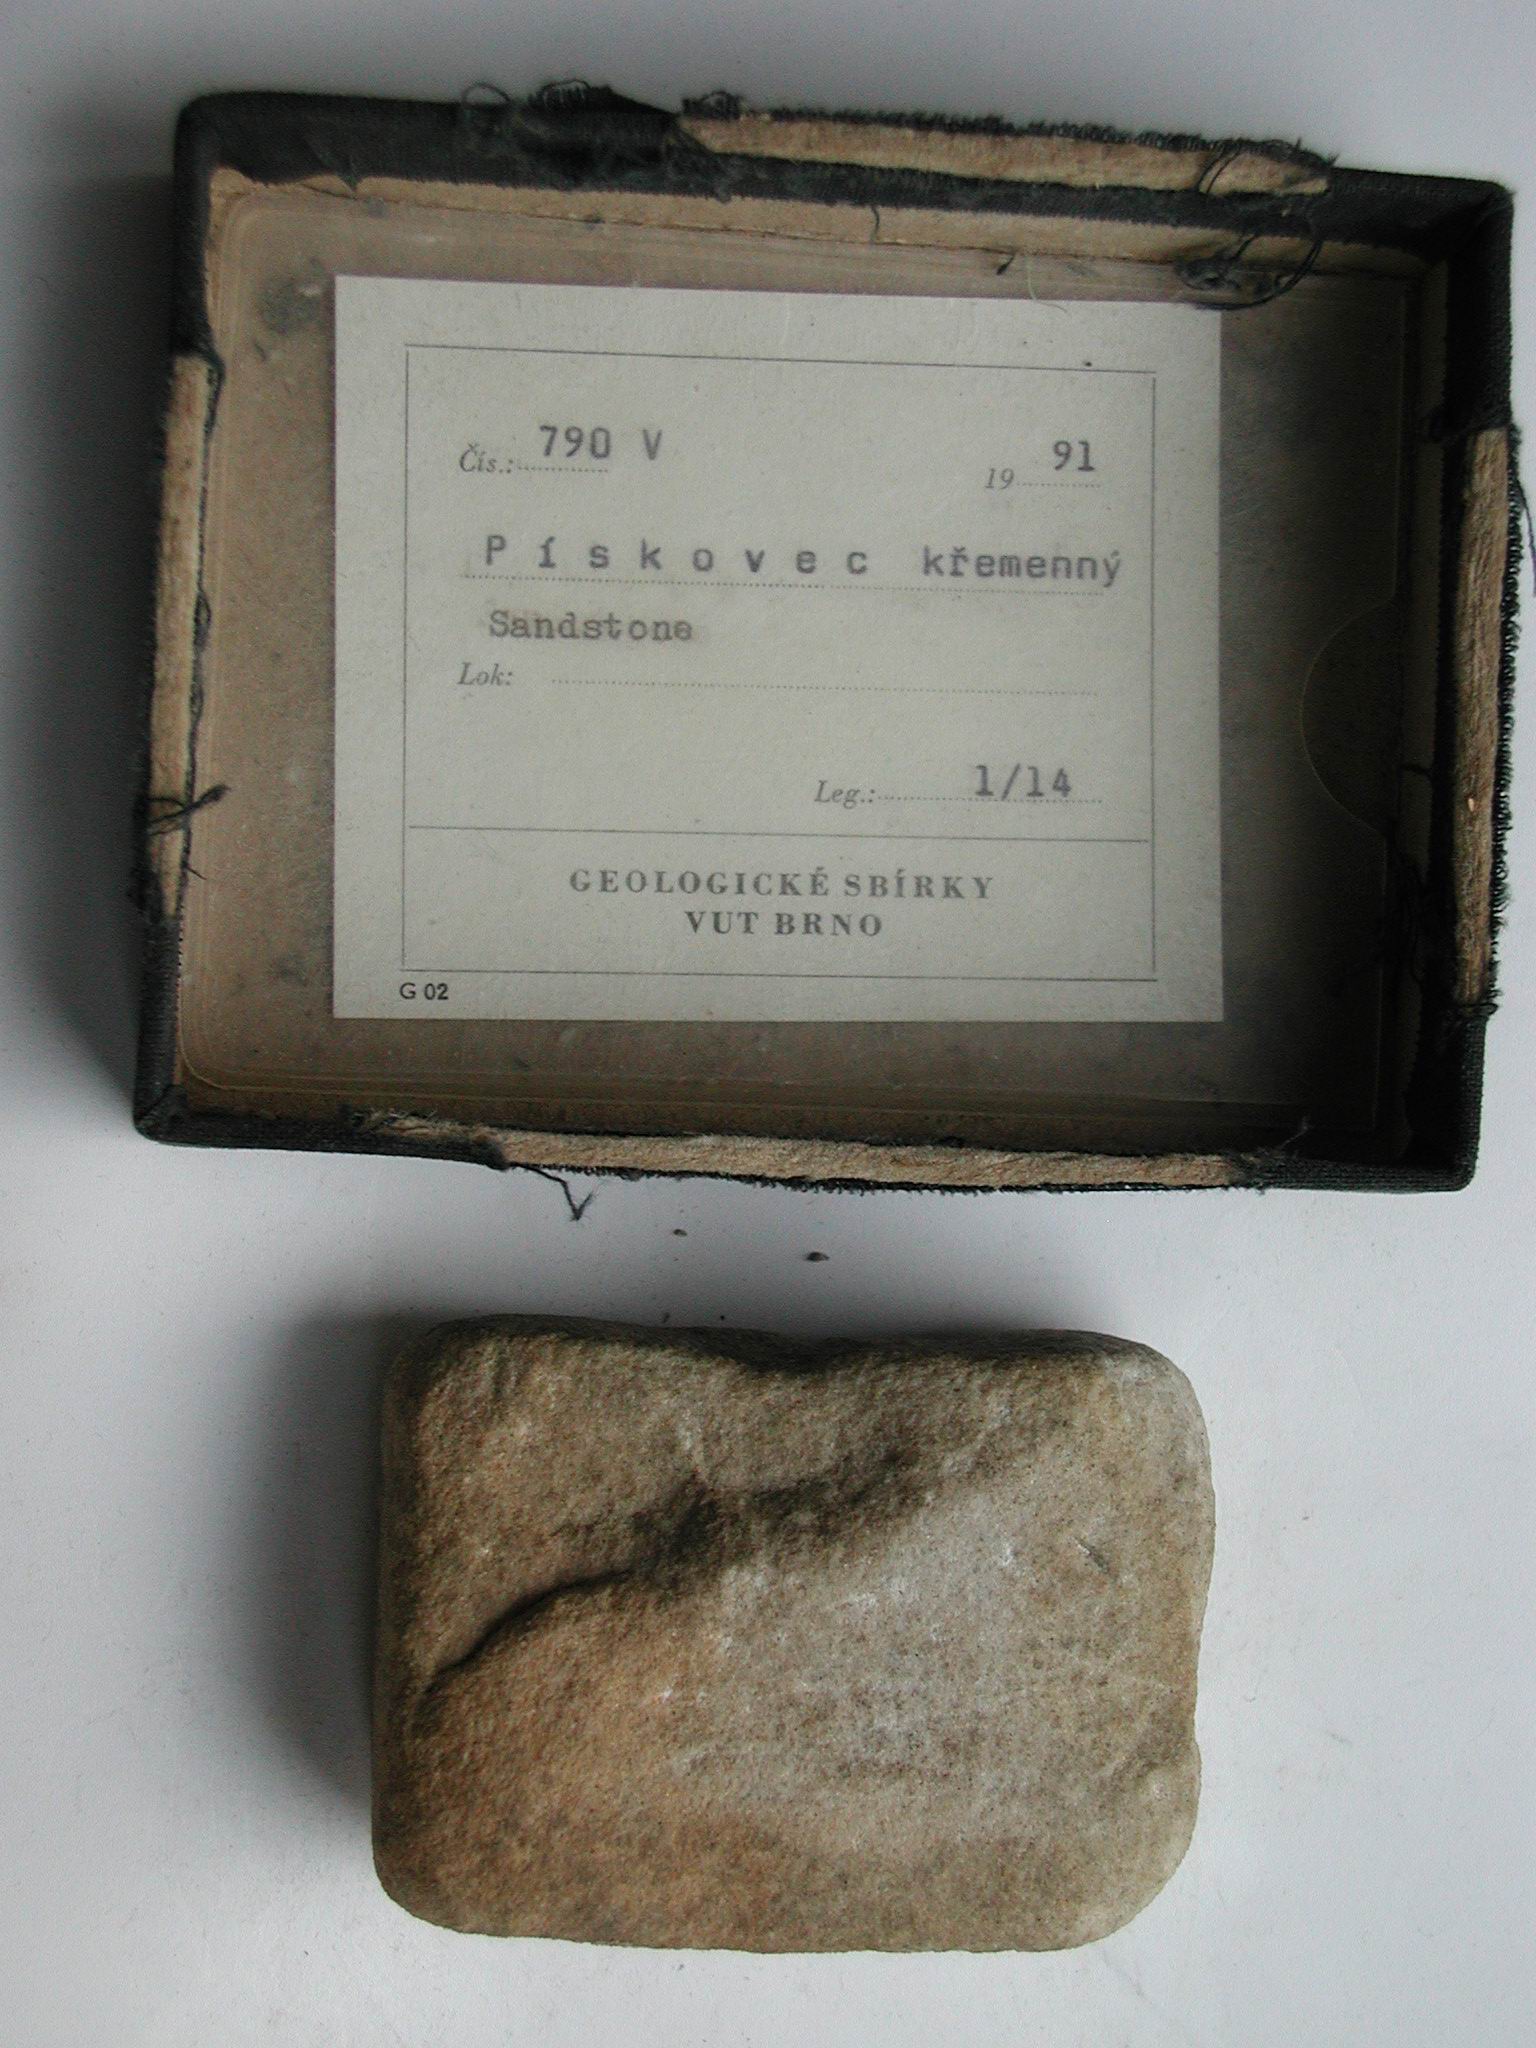 Čís.: 790 V 19 91
Pískovec křemenný
Sandstone
Lok:
Leg.: 1/14
GEOLOGICKÉ SBÍRKY
VUT BRNO
G 02